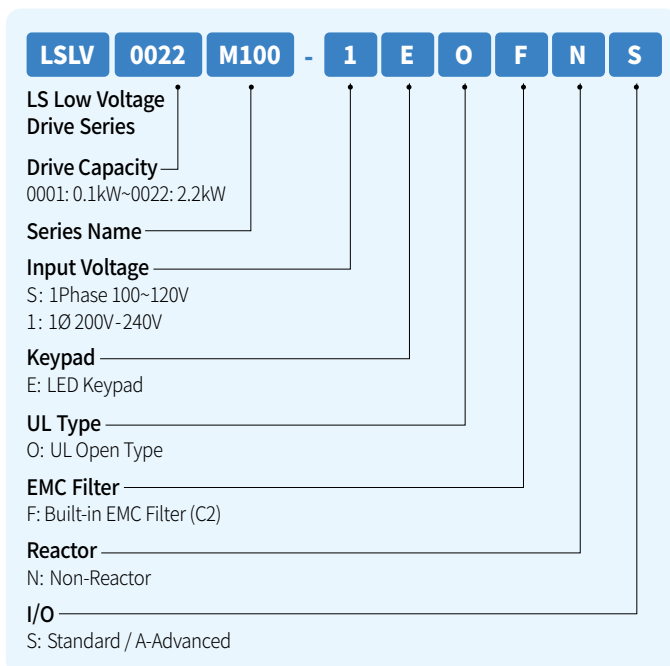 LSLV 0022 M100 - 1 E O F N S
LS Low Voltage
Drive Series
Drive Capacity
0001: 0.1kW~0022: 2.2kW
Series Name
Input Voltage
S: 1Phase 100~120V
1: 1Ø 200V-240V
Keypad
E: LED Keypad
UL Type
O: UL Open Type
EMC Filter
F: Built-in EMC Filter (C2)
Reactor
N: Non-Reactor
I/O
S: Standard / A-Advanced